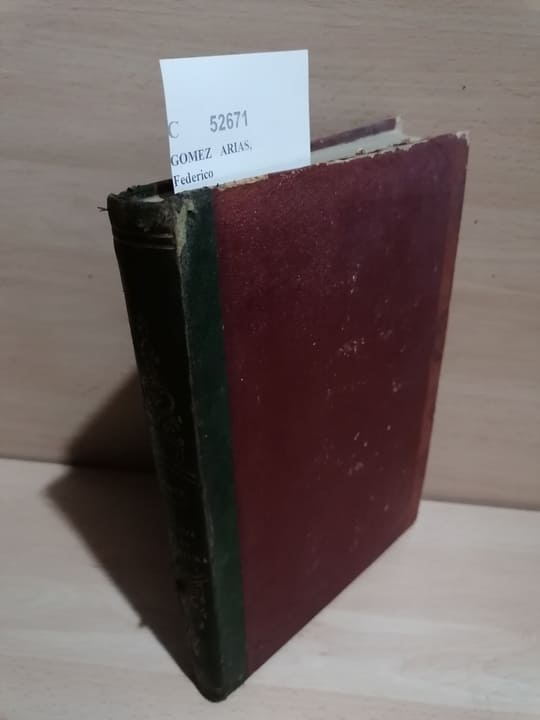 C 52671
GOMEZ ARIAS,
Federico